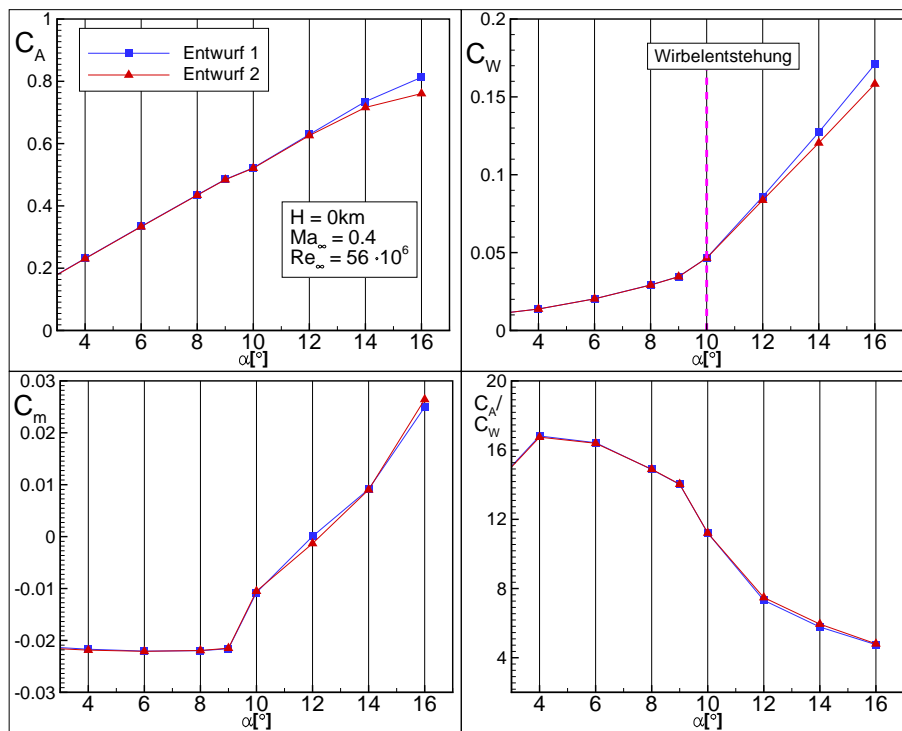 C_A
1
0.8
0.6
0.4
0.2
0
Entwurf 1
Entwurf 2
H = 0km
Ma∞ = 0.4
Re∞ = 56 ·10⁶
4 6 8 10 12 14 16
α[°]
C_W
0.2
0.15
0.1
0.05
0
Wirbelentstehung
4 6 8 10 12 14 16
α[°]
C_m
0.03
0.02
0.01
0
-0.01
-0.02
-0.03
4 6 8 10 12 14 16
α[°]
C_A/
C_W
20
16
12
8
4
4 6 8 10 12 14 16
α[°]